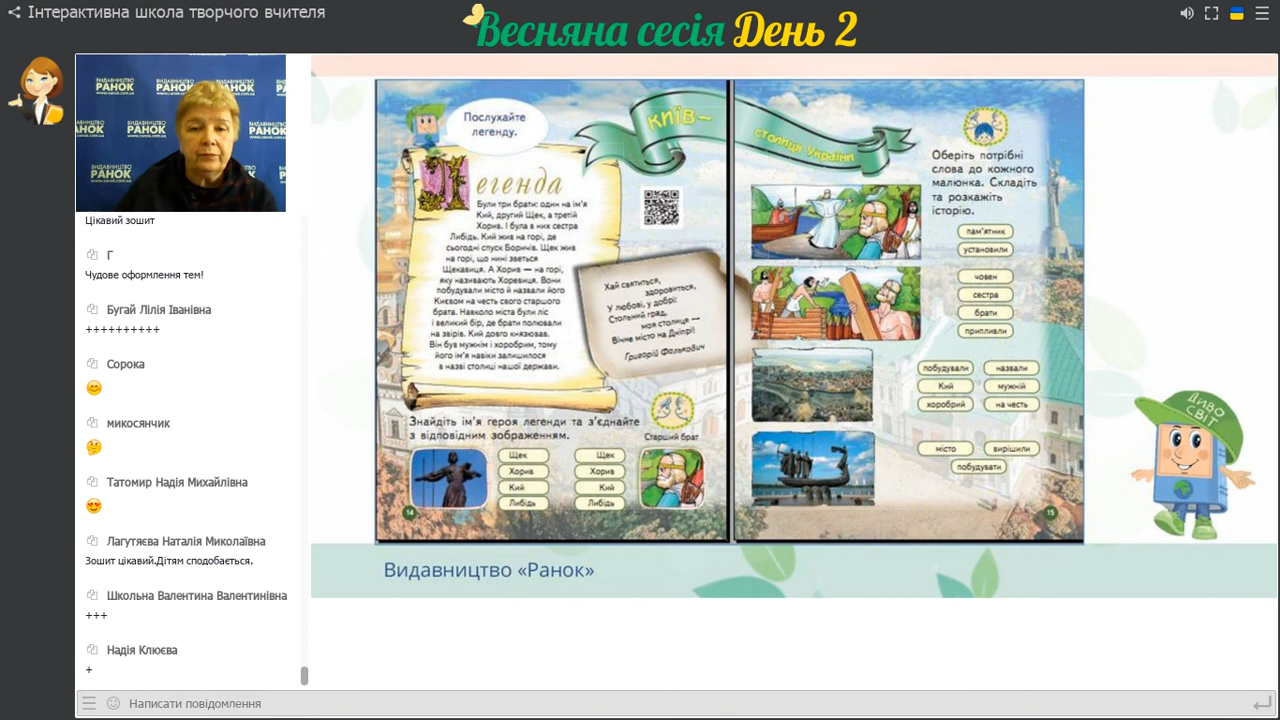 Інтерактивна школа творчого вчителя
Весняна сесія День 2
ВИДАВНИЦТВО
РАНОК
Цікавий зошит
Г
Чудове оформлення тем!
Бугай Лілія Іванівна
++++++++++
Сорока
микосянчик
Татомир Надія Михайлівна
Лагутяєва Наталія Миколаївна
Зошит цікавий.Дітям сподобається.
Школьна Валентина Валентинівна
+++
Надія Клюєва
+
Написати повідомлення
Послухайте
легенду.
Легенда
Були три брати: один на ім'я
Кий, другий Щек, а третій
Хорив. І була в них сестра
Либідь. Кий жив на горі, де
сьогодні спуск Боричів. Щек жив
на горі, що нині зветься
Щекавиця. А Хорив — на горі,
яку називають Хоревиця. Вони
побудували місто й назвали його
Києвом на честь свого старшого
брата. Навколо міста були ліс
і великий бір, де брати полювали
на звірів. Кий довго князював.
Він був мужнім і хоробрим, тому
його ім'я навіки залишилося
в назві столиці нашої держави.
Київ —
столиця України
Хай святиться,
здоровиться,
У любові, у добрі:
Стольний град,
моя столиця —
Вічне місто на Дніпрі!
Григорій Фалькович
Знайдіть ім'я героя легенди та з'єднайте
з відповідним зображенням.
Старший брат
Щек
Хорив
Кий
Либідь
Щек
Хорив
Кий
Либідь
14
Оберіть потрібні
слова до кожного
малюнка. Складіть
та розкажіть
історію.
пам'ятник
установили
човен
сестра
брати
припливли
побудували назвали
Кий мужній
хоробрий на честь
місто вирішили
побудувати
15
ДИВО
СВІТ
Видавництво «Ранок»